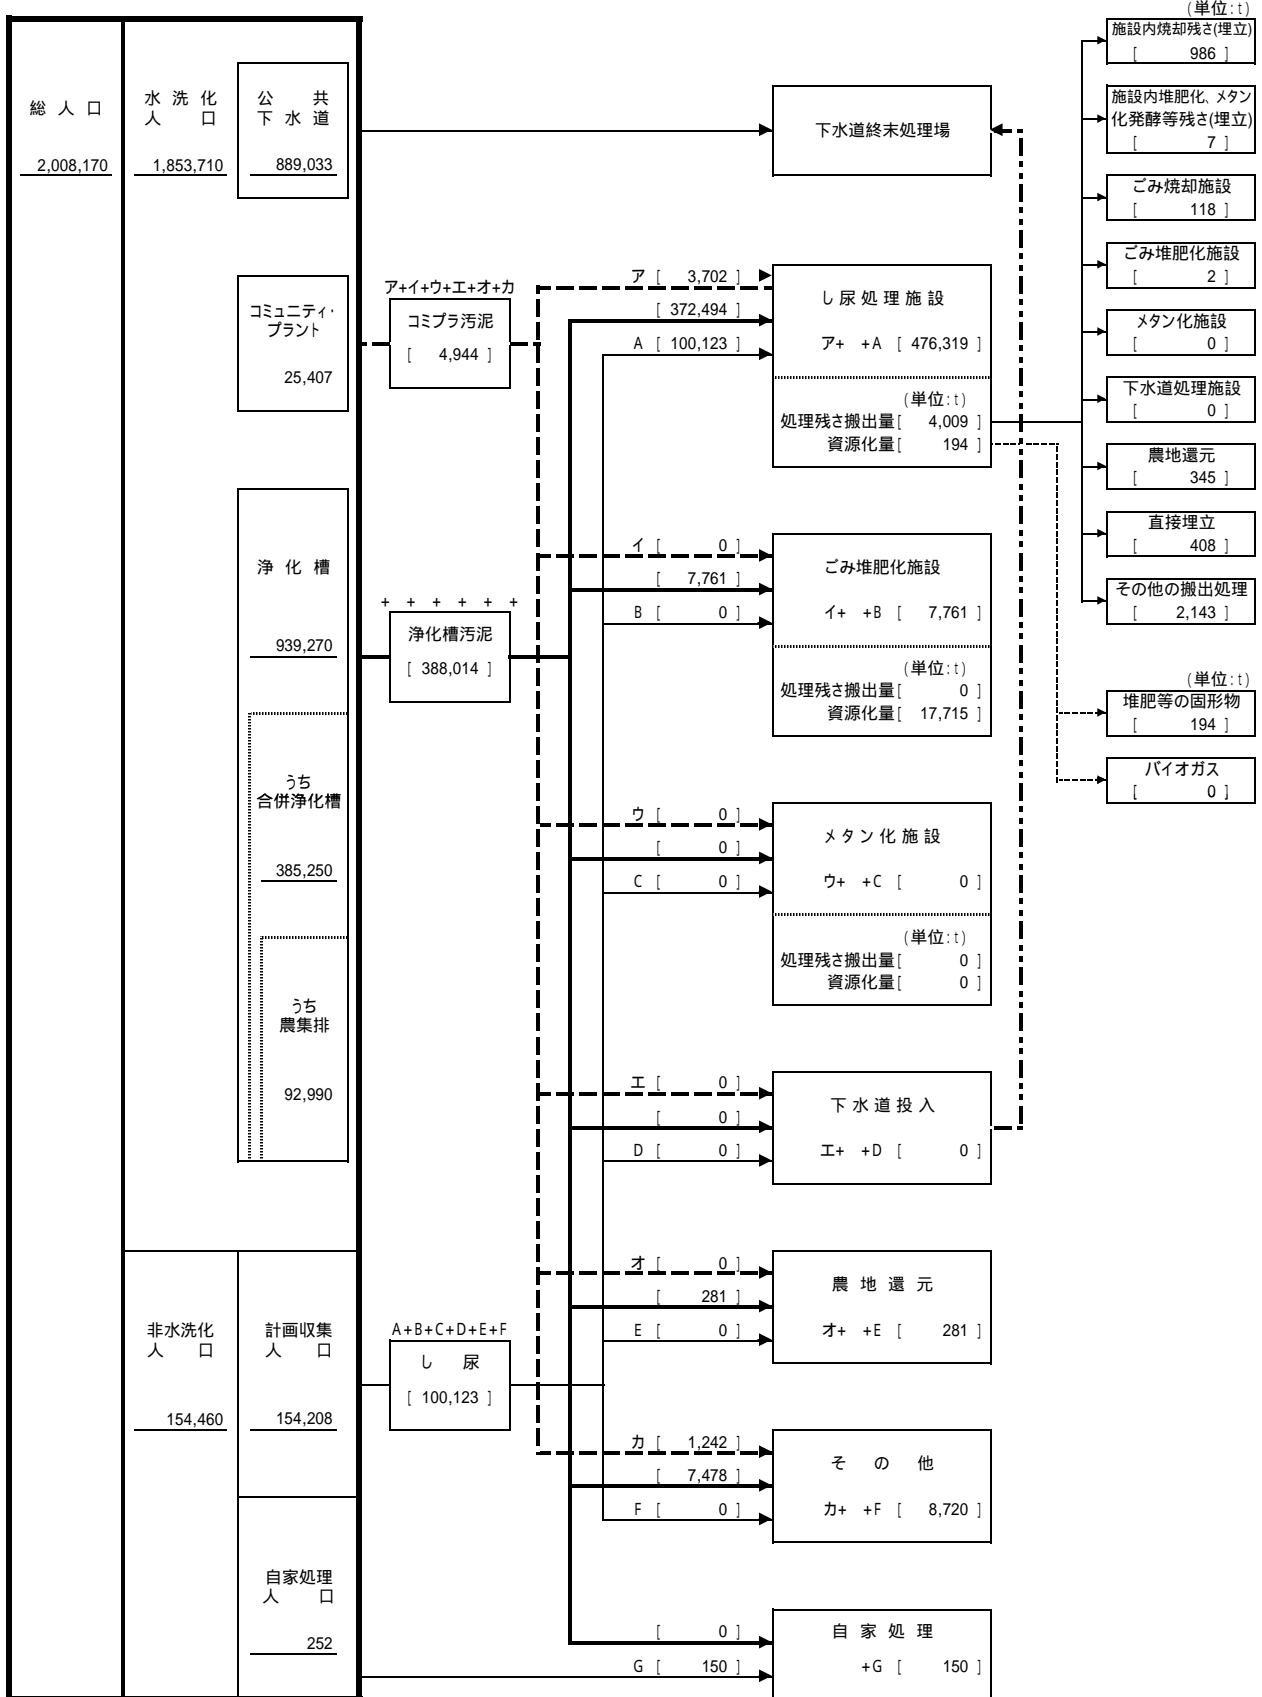 総人口
2,008,170
水洗化
人口
1,853,710
公共
下水道
889,033
コミュニティ・
プラント
25,407
浄化槽
939,270
うち
合併浄化槽
385,250
うち
農集排
92,990
非水洗化
人口
154,460
計画収集
人口
154,208
自家処理
人口
252
ア+イ+ウ+エ+オ+カ
コミプラ汚泥
[ 4,944 ]
+ + + + + +
浄化槽汚泥
[ 388,014 ]
A+B+C+D+E+F
し尿
[ 100,123 ]
下水道終末処理場
ア [ 3,702 ]
[ 372,494 ]
A [ 100,123 ]
し尿処理施設
ア+ +A [ 476,319 ]
(単位:t)
処理残さ搬出量[ 4,009 ]
資源化量[ 194 ]
イ [ 0 ]
[ 7,761 ]
B [ 0 ]
ごみ堆肥化施設
イ+ +B [ 7,761 ]
(単位:t)
処理残さ搬出量[ 0 ]
資源化量[ 17,715 ]
ウ [ 0 ]
[ 0 ]
C [ 0 ]
メタン化施設
ウ+ +C [ 0 ]
(単位:t)
処理残さ搬出量[ 0 ]
資源化量[ 0 ]
エ [ 0 ]
[ 0 ]
D [ 0 ]
下水道投入
エ+ +D [ 0 ]
オ [ 0 ]
[ 281 ]
E [ 0 ]
農地還元
オ+ +E [ 281 ]
カ [ 1,242 ]
[ 7,478 ]
F [ 0 ]
その他
カ+ +F [ 8,720 ]
[ 0 ]
G [ 150 ]
自家処理
+G [ 150 ]
(単位:t)
施設内焼却残さ(埋立)
[ 986 ]
施設内堆肥化、メタン
化発酵等残さ(埋立)
[ 7 ]
ごみ焼却施設
[ 118 ]
ごみ堆肥化施設
[ 2 ]
メタン化施設
[ 0 ]
下水道処理施設
[ 0 ]
農地還元
[ 345 ]
直接埋立
[ 408 ]
その他の搬出処理
[ 2,143 ]
(単位:t)
堆肥等の固形物
[ 194 ]
バイオガス
[ 0 ]